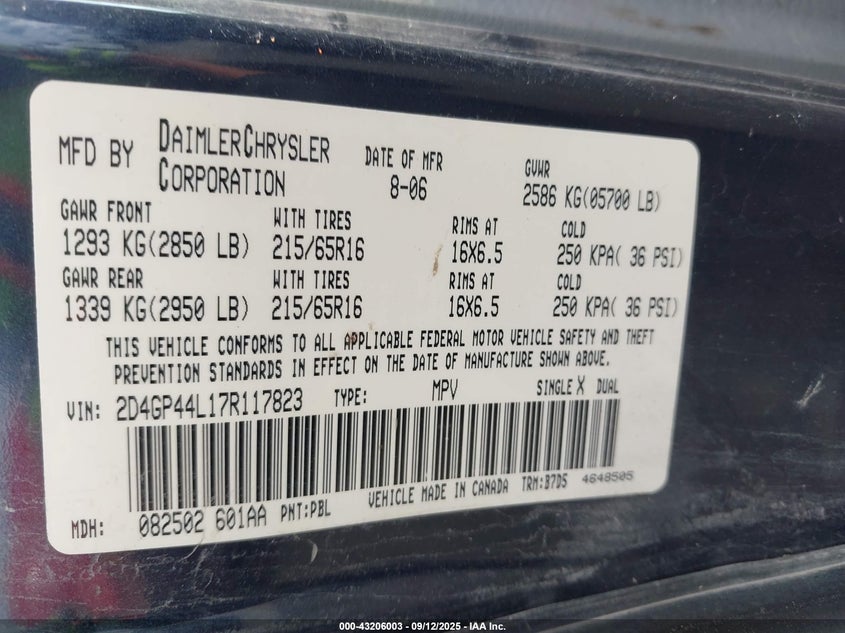 MFD BY DAIMLERCHRYSLER CORPORATION DATE OF MFR 8-06 GVWR 2586 KG(05700 LB)
GAWR FRONT WITH TIRES RIMS AT COLD
1293 KG(2850 LB) 215/65R16 16X6.5 250 KPA( 36 PSI)
GAWR REAR WITH TIRES RIMS AT COLD
1339 KG(2950 LB) 215/65R16 16X6.5 250 KPA( 36 PSI)
THIS VEHICLE CONFORMS TO ALL APPLICABLE FEDERAL MOTOR VEHICLE SAFETY AND THEFT
PREVENTION STANDARDS IN EFFECT ON THE DATE OF MANUFACTURE SHOWN ABOVE.
VIN: 2D4GP44L17R117823 TYPE: MPV SINGLE X DUAL
MDH: 082502 601AA PNT:PBL VEHICLE MADE IN CANADA TRM:B7D5 4648505
000-43206003 - 09/12/2025 - IAA Inc.